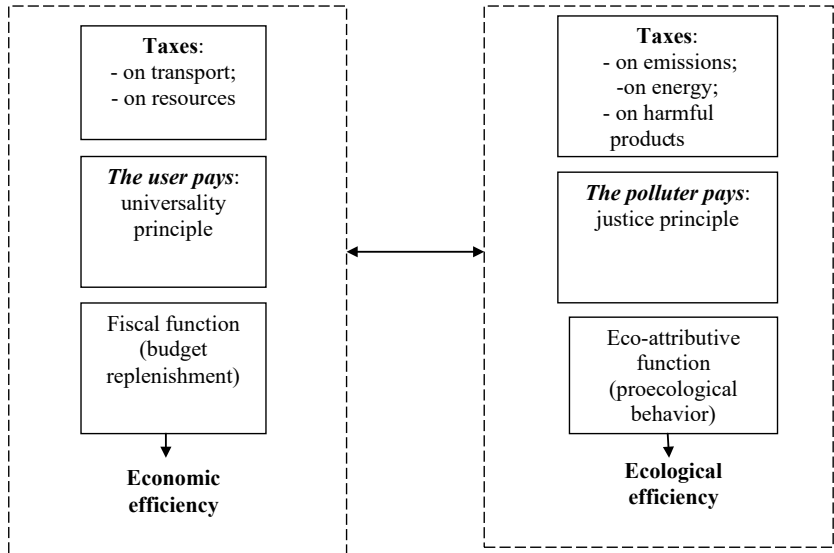 Taxes:
- on transport;
- on resources
The user pays:
universality
principle
Fiscal function
(budget
replenishment)
Economic
efficiency
Taxes:
- on emissions;
-on energy;
- on harmful
products
The polluter pays:
justice principle
Eco-attributive
function
(proecological
behavior)
Ecological
efficiency